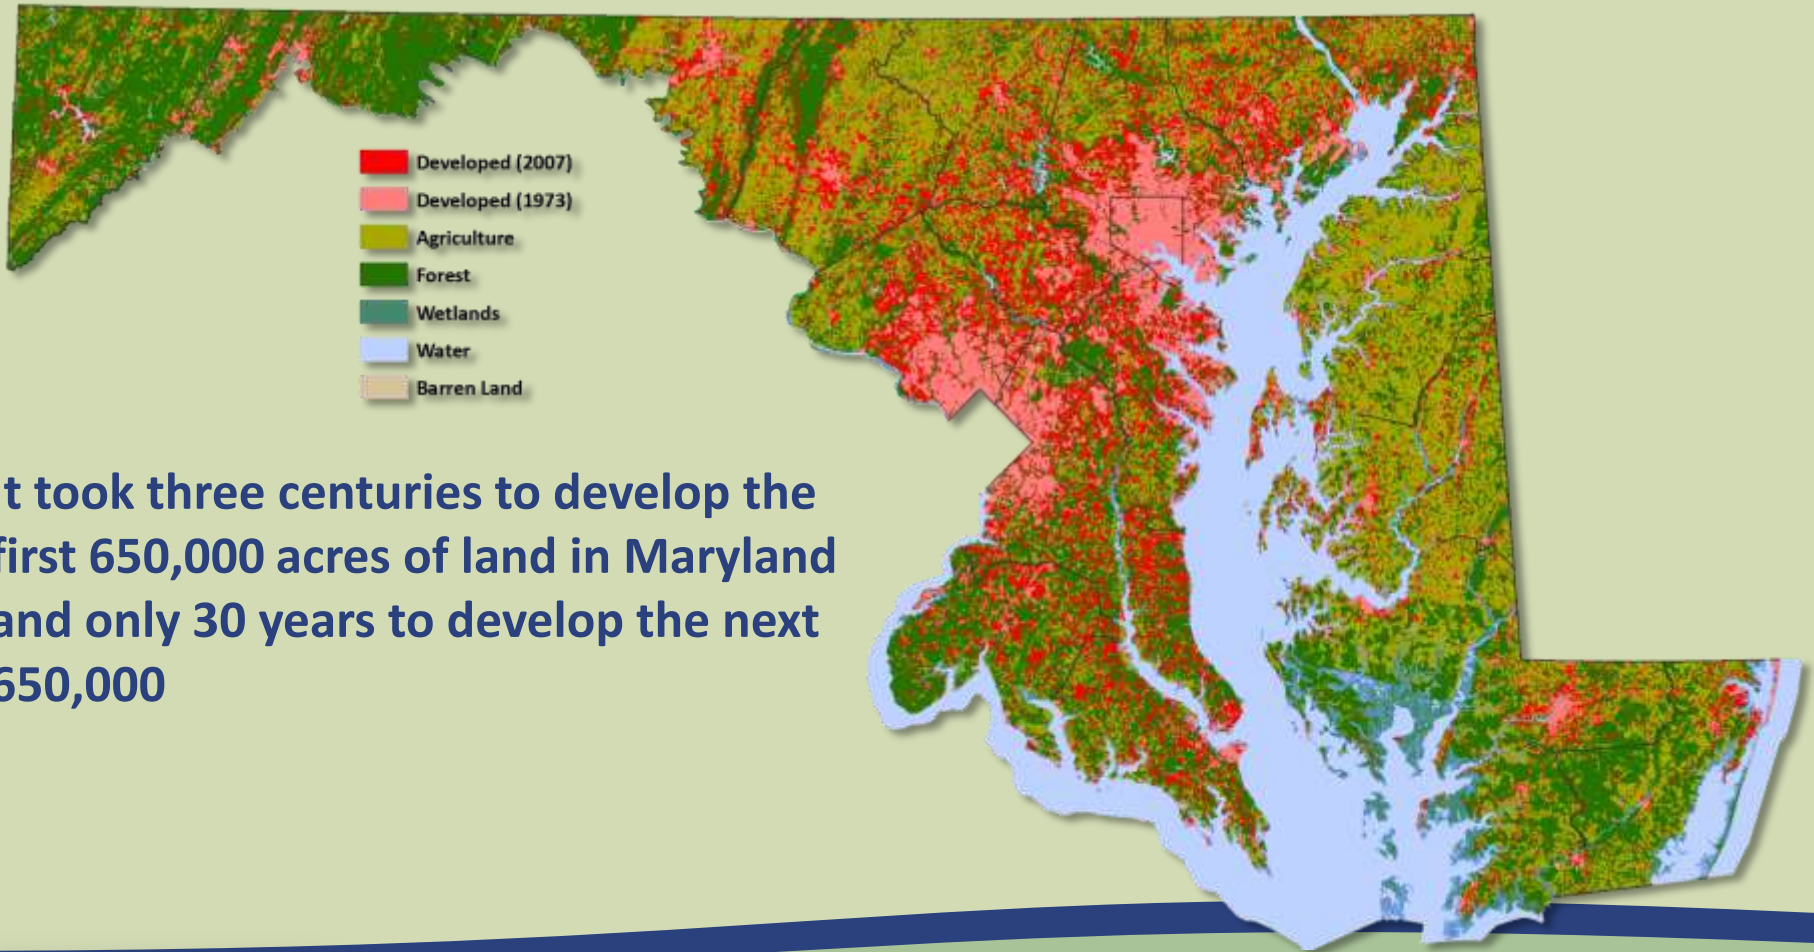 Developed (2007)
Developed (1973)
Agriculture
Forest
Wetlands
Water
Barren Land
t took three centuries to develop the
first 650,000 acres of land in Maryland
and only 30 years to develop the next
650,000